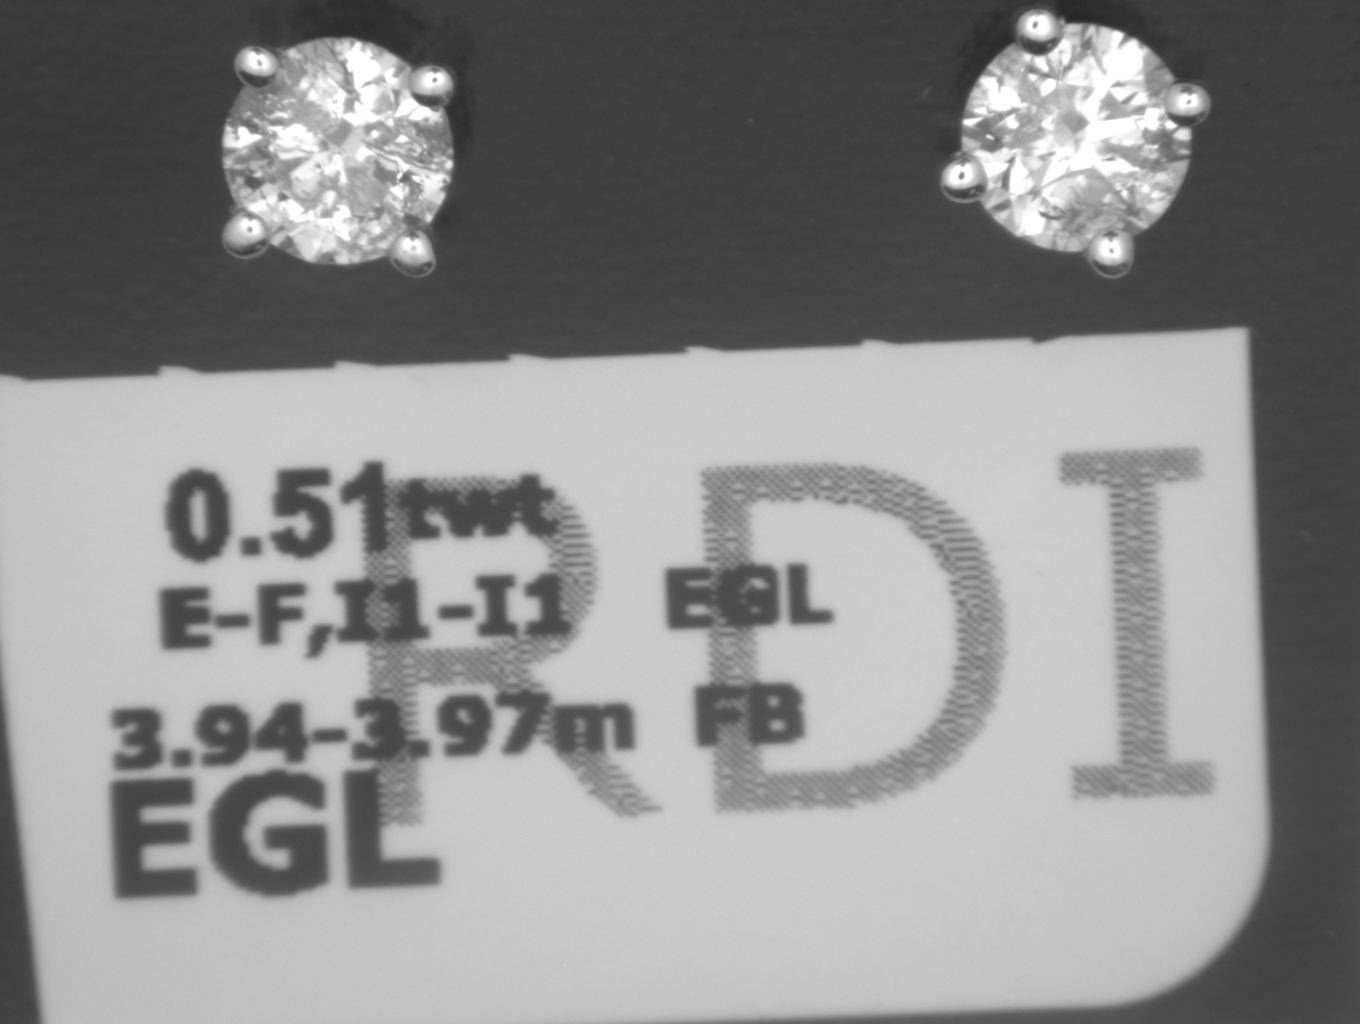 0.51twt
E-F,I1-I1 EGL
3.94-3.97m FB
EGL
RDI